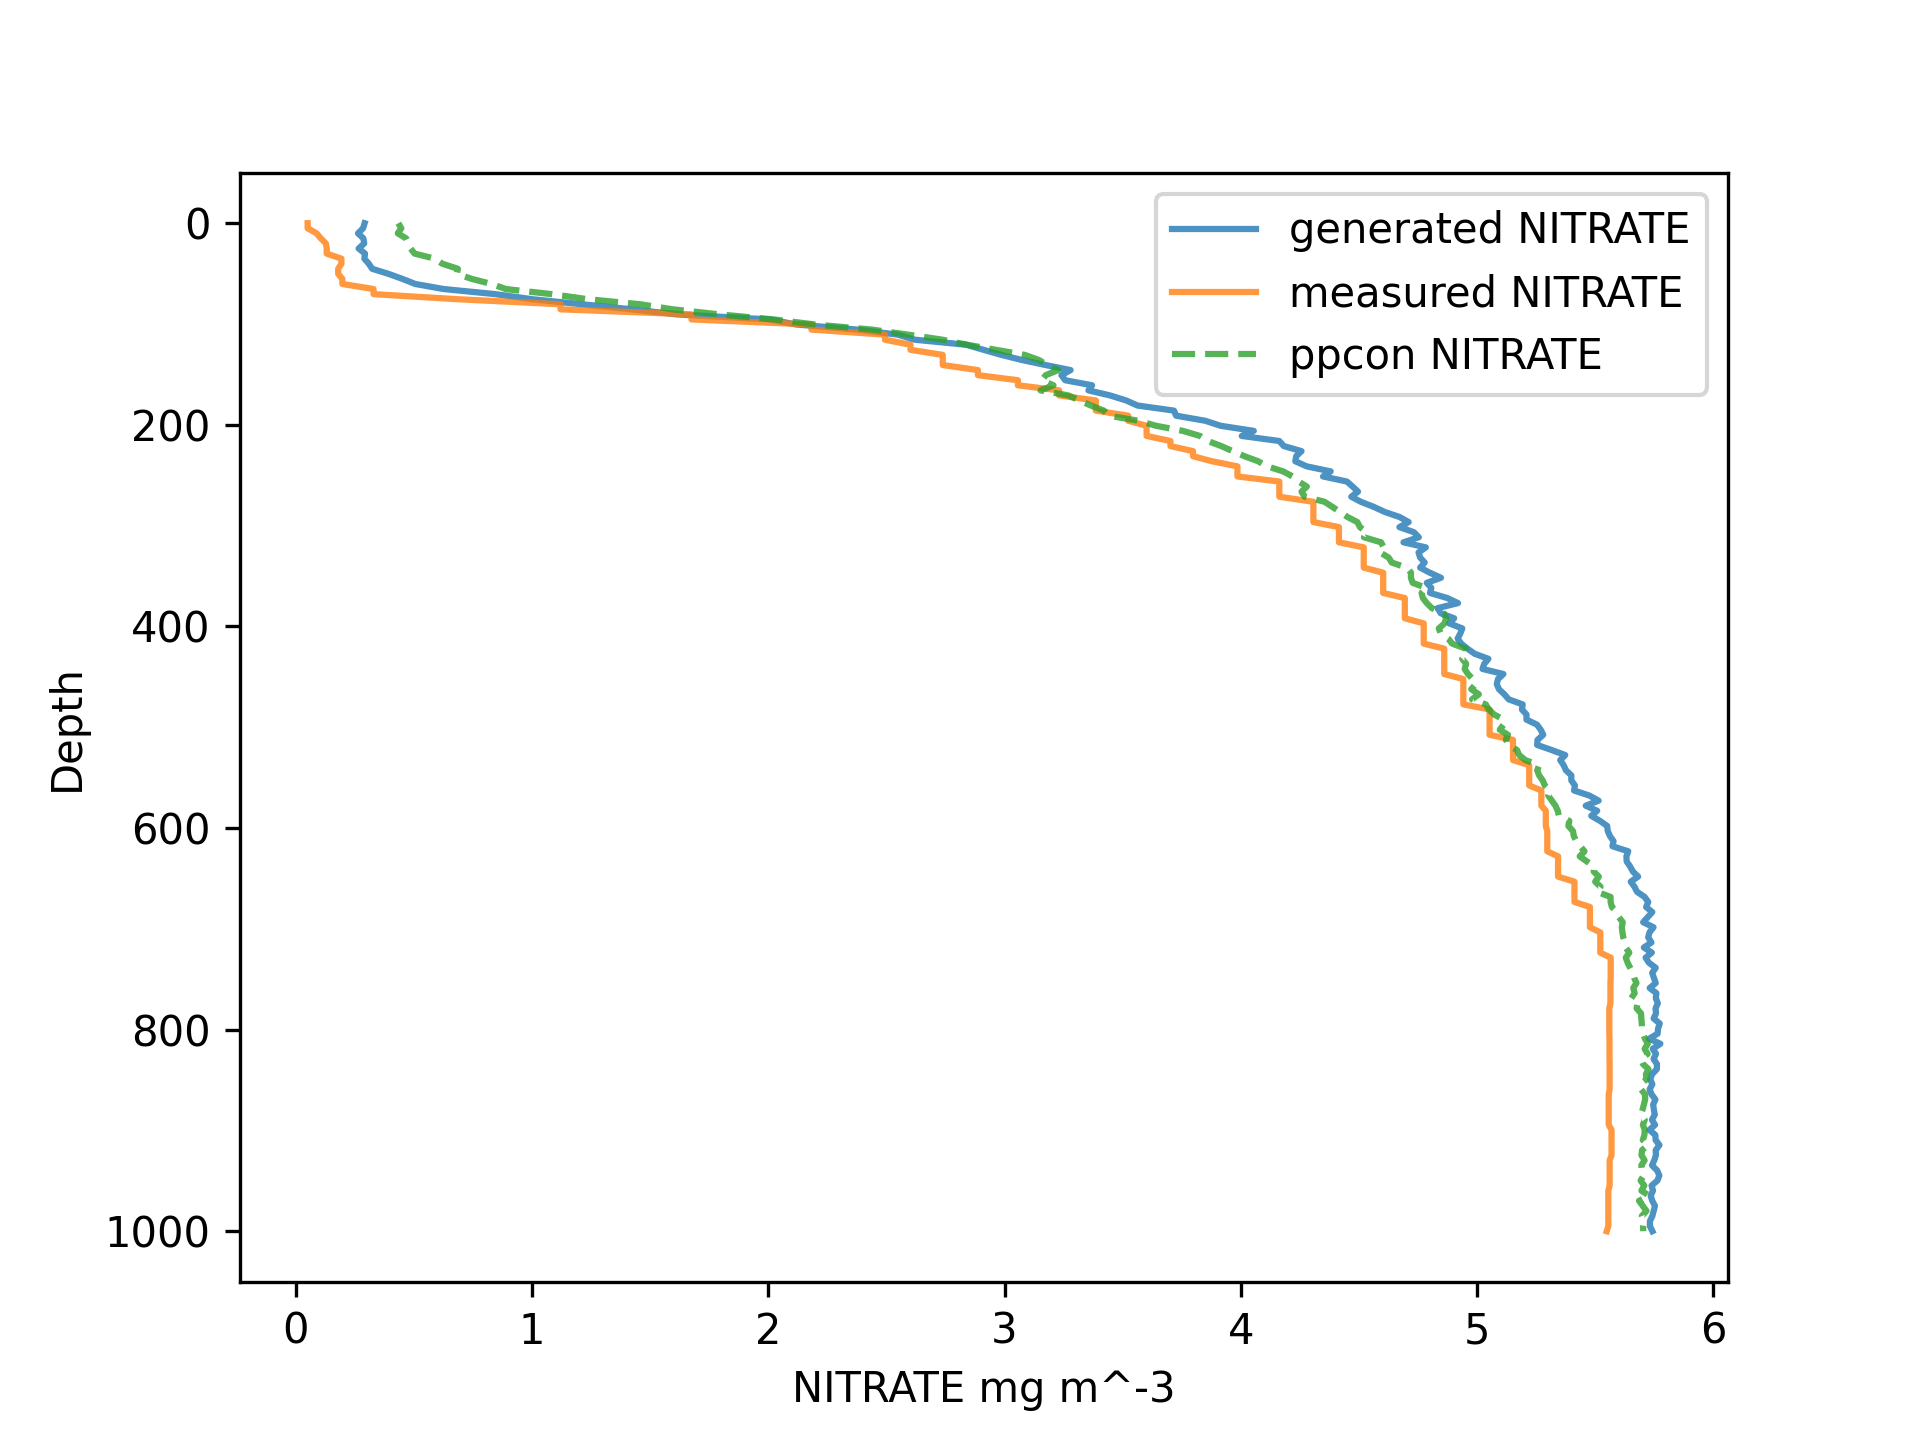 generated NITRATE
measured NITRATE
ppcon NITRATE
0
200
400
600
800
1000
Depth
0 1 2 3 4 5 6
NITRATE mg m^-3